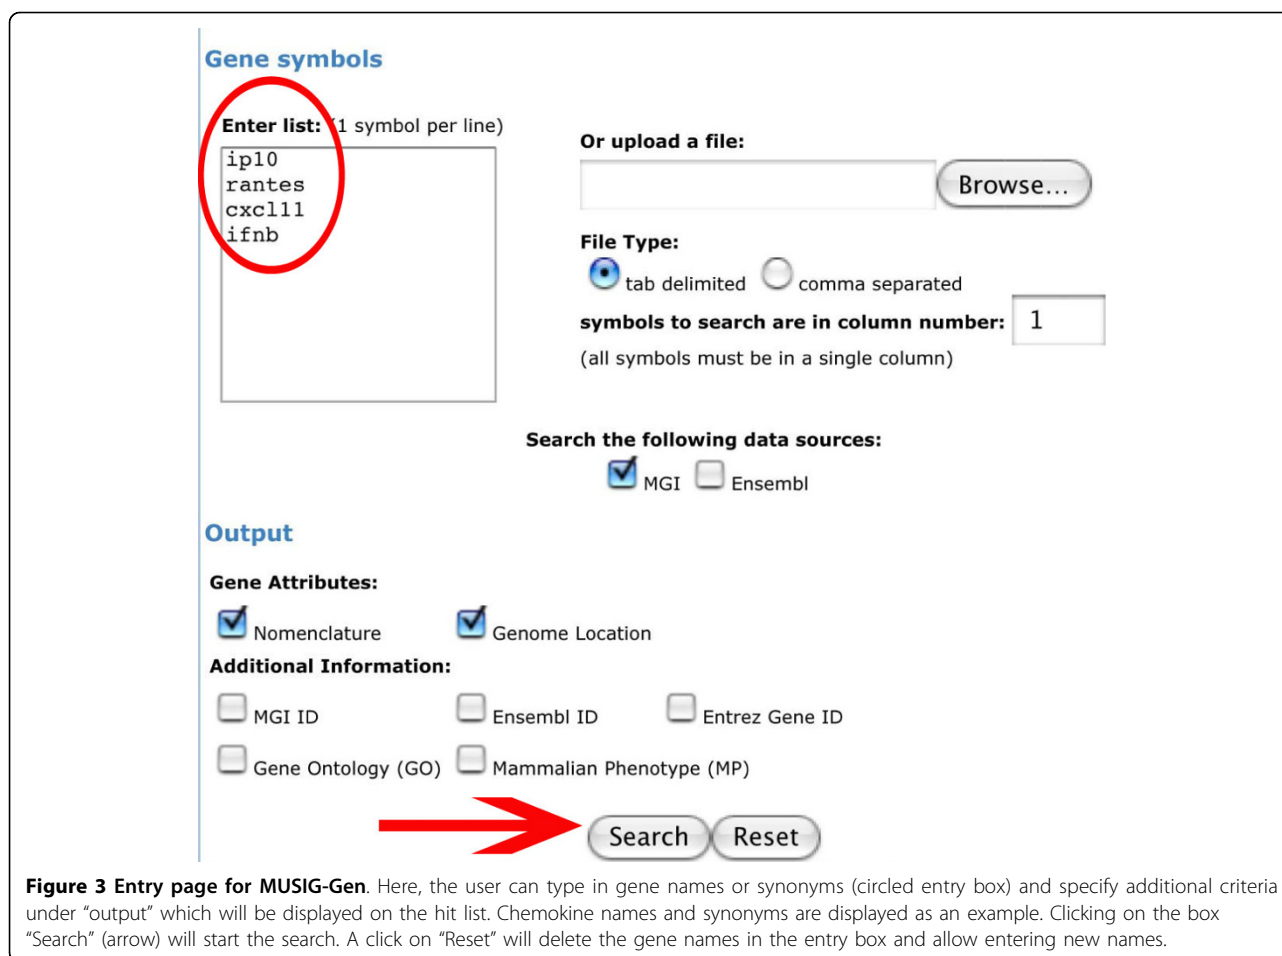 Gene symbols
Enter list: (1 symbol per line)
ip10
rantes
cxcl11
ifnb
Or upload a file:
Browse...
File Type:
tab delimited comma separated
symbols to search are in column number: 1
(all symbols must be in a single column)
Search the following data sources:
MGI Ensembl
Output
Gene Attributes:
Nomenclature Genome Location
Additional Information:
MGI ID Ensembl ID Entrez Gene ID
Gene Ontology (GO) Mammalian Phenotype (MP)
Search Reset
Figure 3 Entry page for MUSIG-Gen. Here, the user can type in gene names or synonyms (circled entry box) and specify additional criteria
under “output” which will be displayed on the hit list. Chemokine names and synonyms are displayed as an example. Clicking on the box
“Search” (arrow) will start the search. A click on “Reset” will delete the gene names in the entry box and allow entering new names.